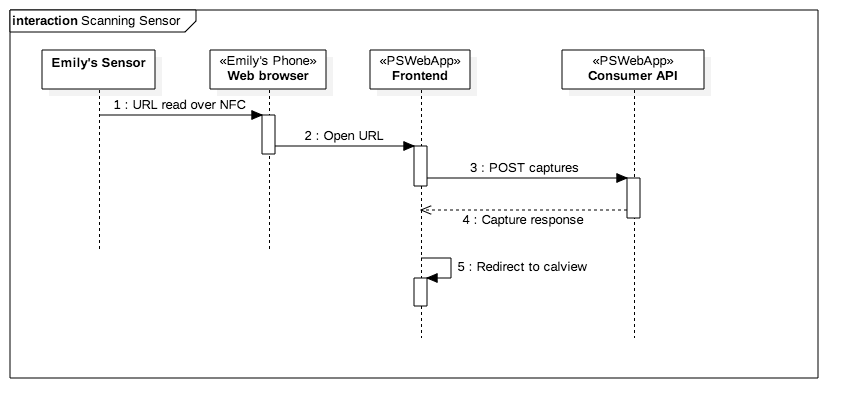 interaction Scanning Sensor
Emily's Sensor
«Emily's Phone»
Web browser
«PSWebApp»
Frontend
«PSWebApp»
Consumer API
1 : URL read over NFC
2 : Open URL
3 : POST captures
4 : Capture response
5 : Redirect to calview